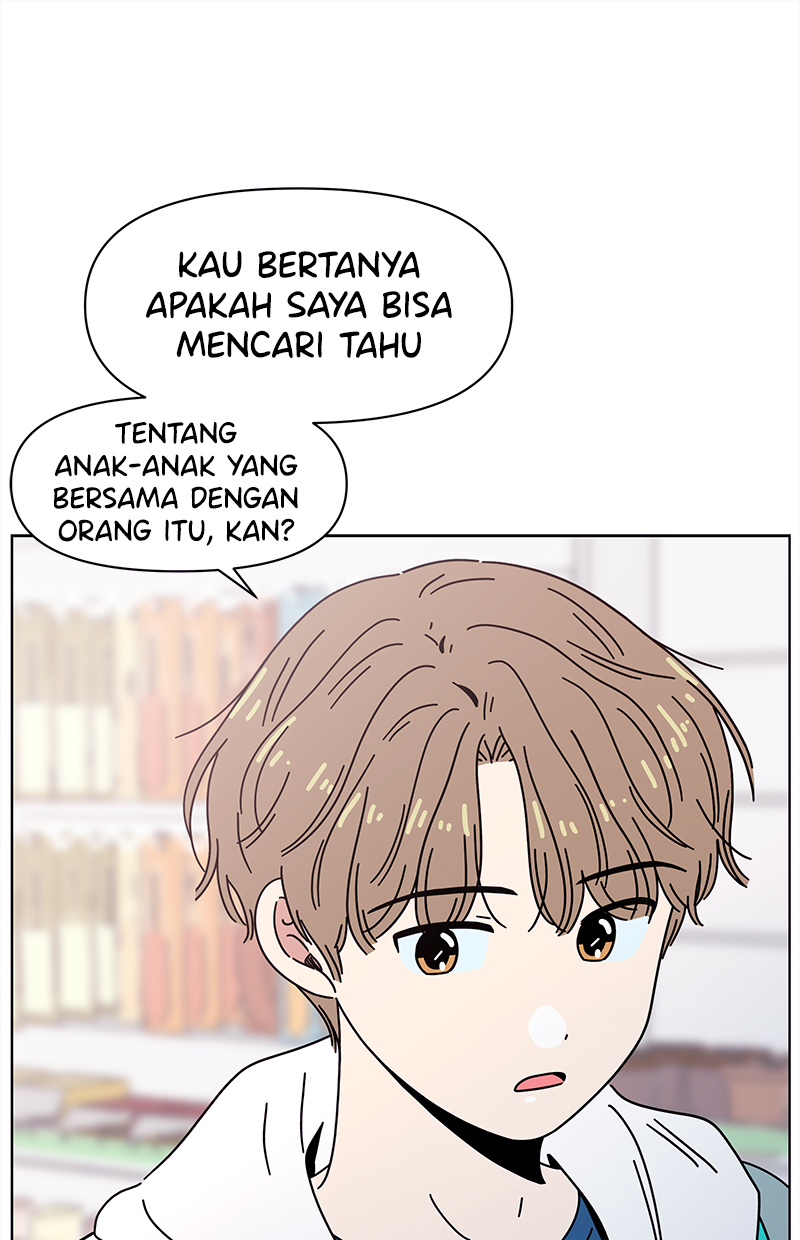 KAU BERTANYA
APAKAH SAYA BISA
MENCARI TAHU
TENTANG
ANAK-ANAK YANG
BERSAMA DENGAN
ORANG ITU, KAN?